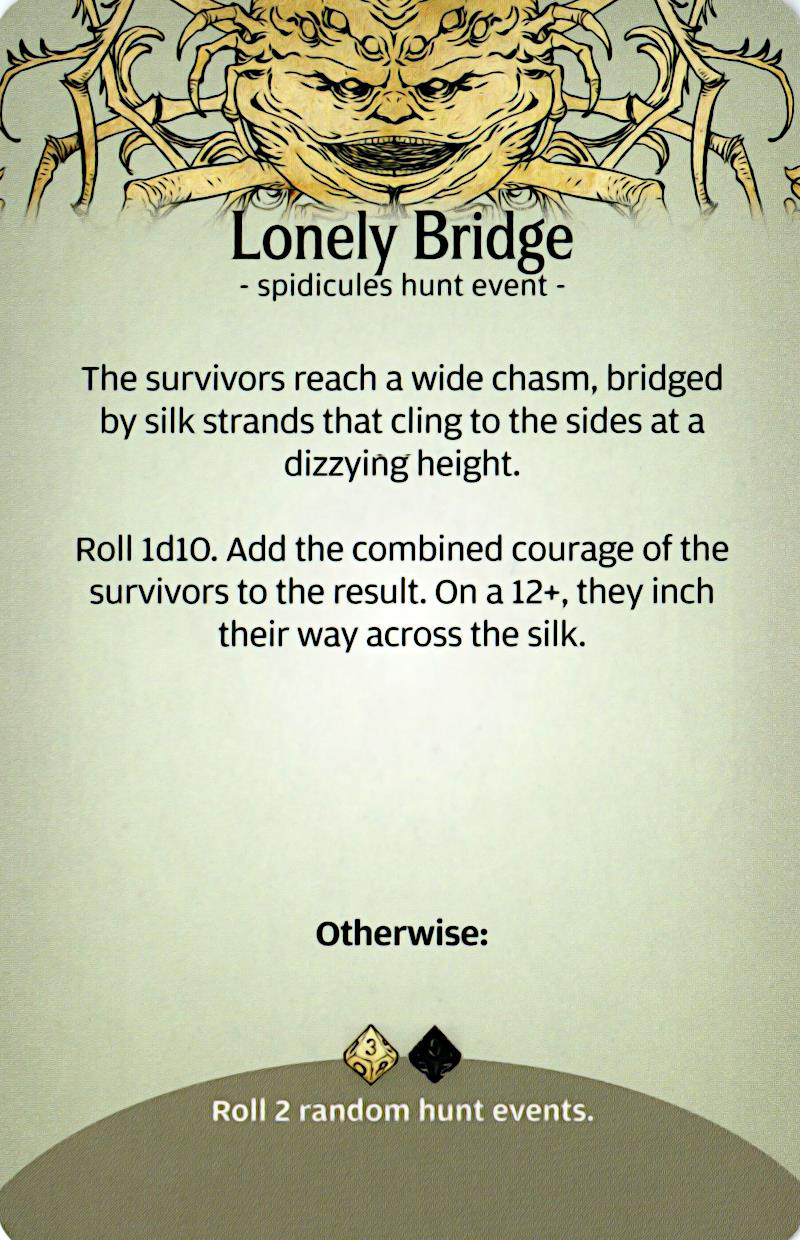 Lonely Bridge
- spidicules hunt event -
The survivors reach a wide chasm, bridged
by silk strands that cling to the sides at a
dizzying height.
Roll 1d10. Add the combined courage of the
survivors to the result. On a 12+, they inch
their way across the silk.
Otherwise:
3
Roll 2 random hunt events.